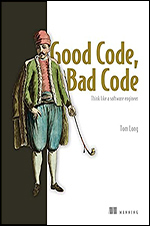 Good Code,
Bad Code
Think like a software engineer
Tom Long
MANNING